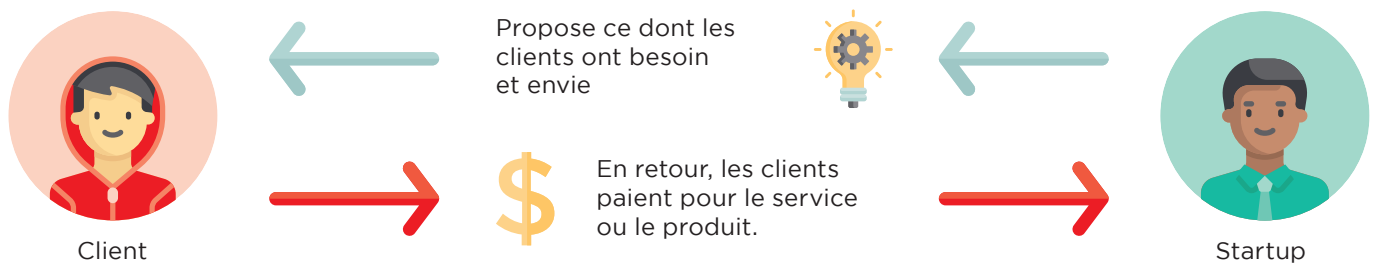 Propose ce dont les
clients ont besoin
et envie
$
En retour, les clients
paient pour le service
ou le produit.
Client
Startup